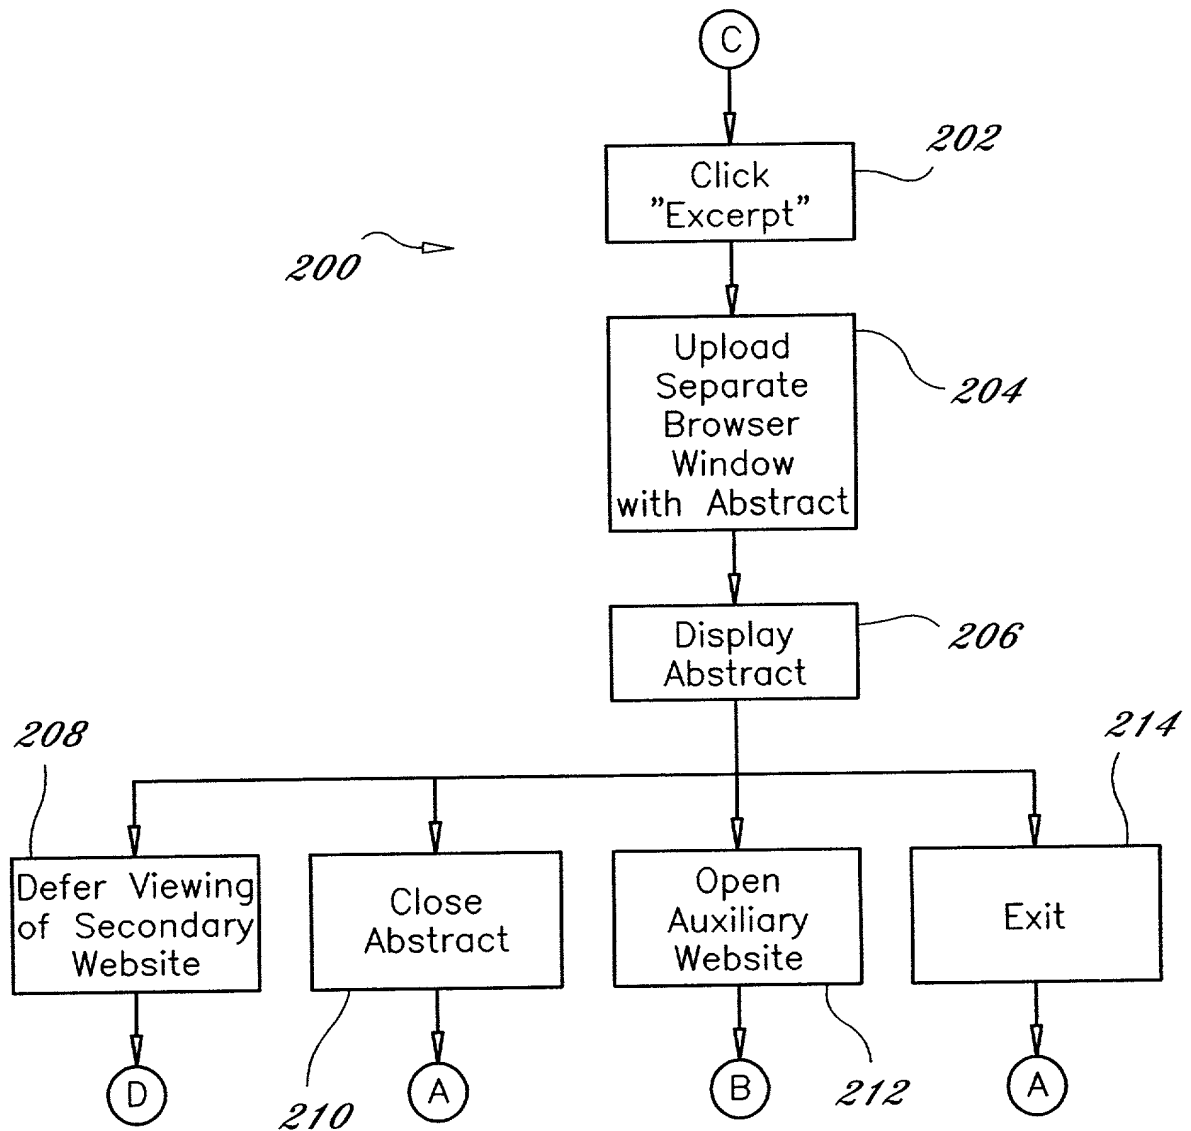 C
202
Click
"Excerpt"
200
Upload
Separate
Browser
Window
with Abstract
204
Display
Abstract
206
208
214
Defer Viewing
of Secondary
Website
Close
Abstract
Open
Auxiliary
Website
Exit
D
210
A
B
212
A